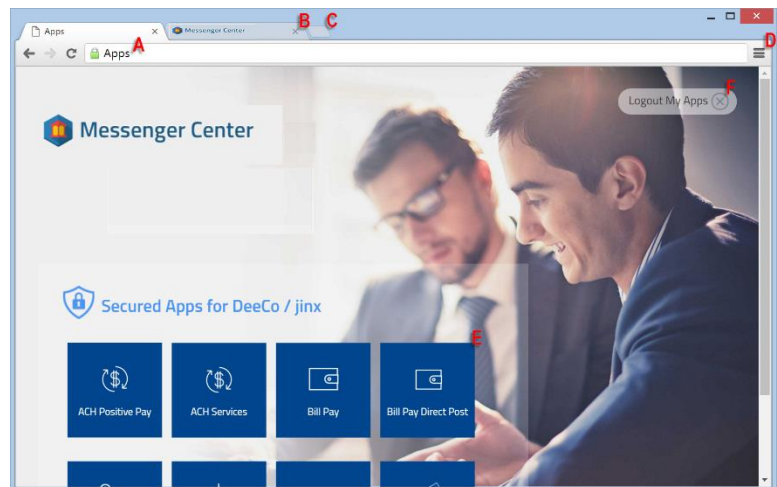 Apps
Messenger Center
B
C
A
Apps
D
F
Logout My Apps
Messenger Center
Secured Apps for DeeCo / jinx
E
ACH Positive Pay
ACH Services
Bill Pay
Bill Pay Direct Post